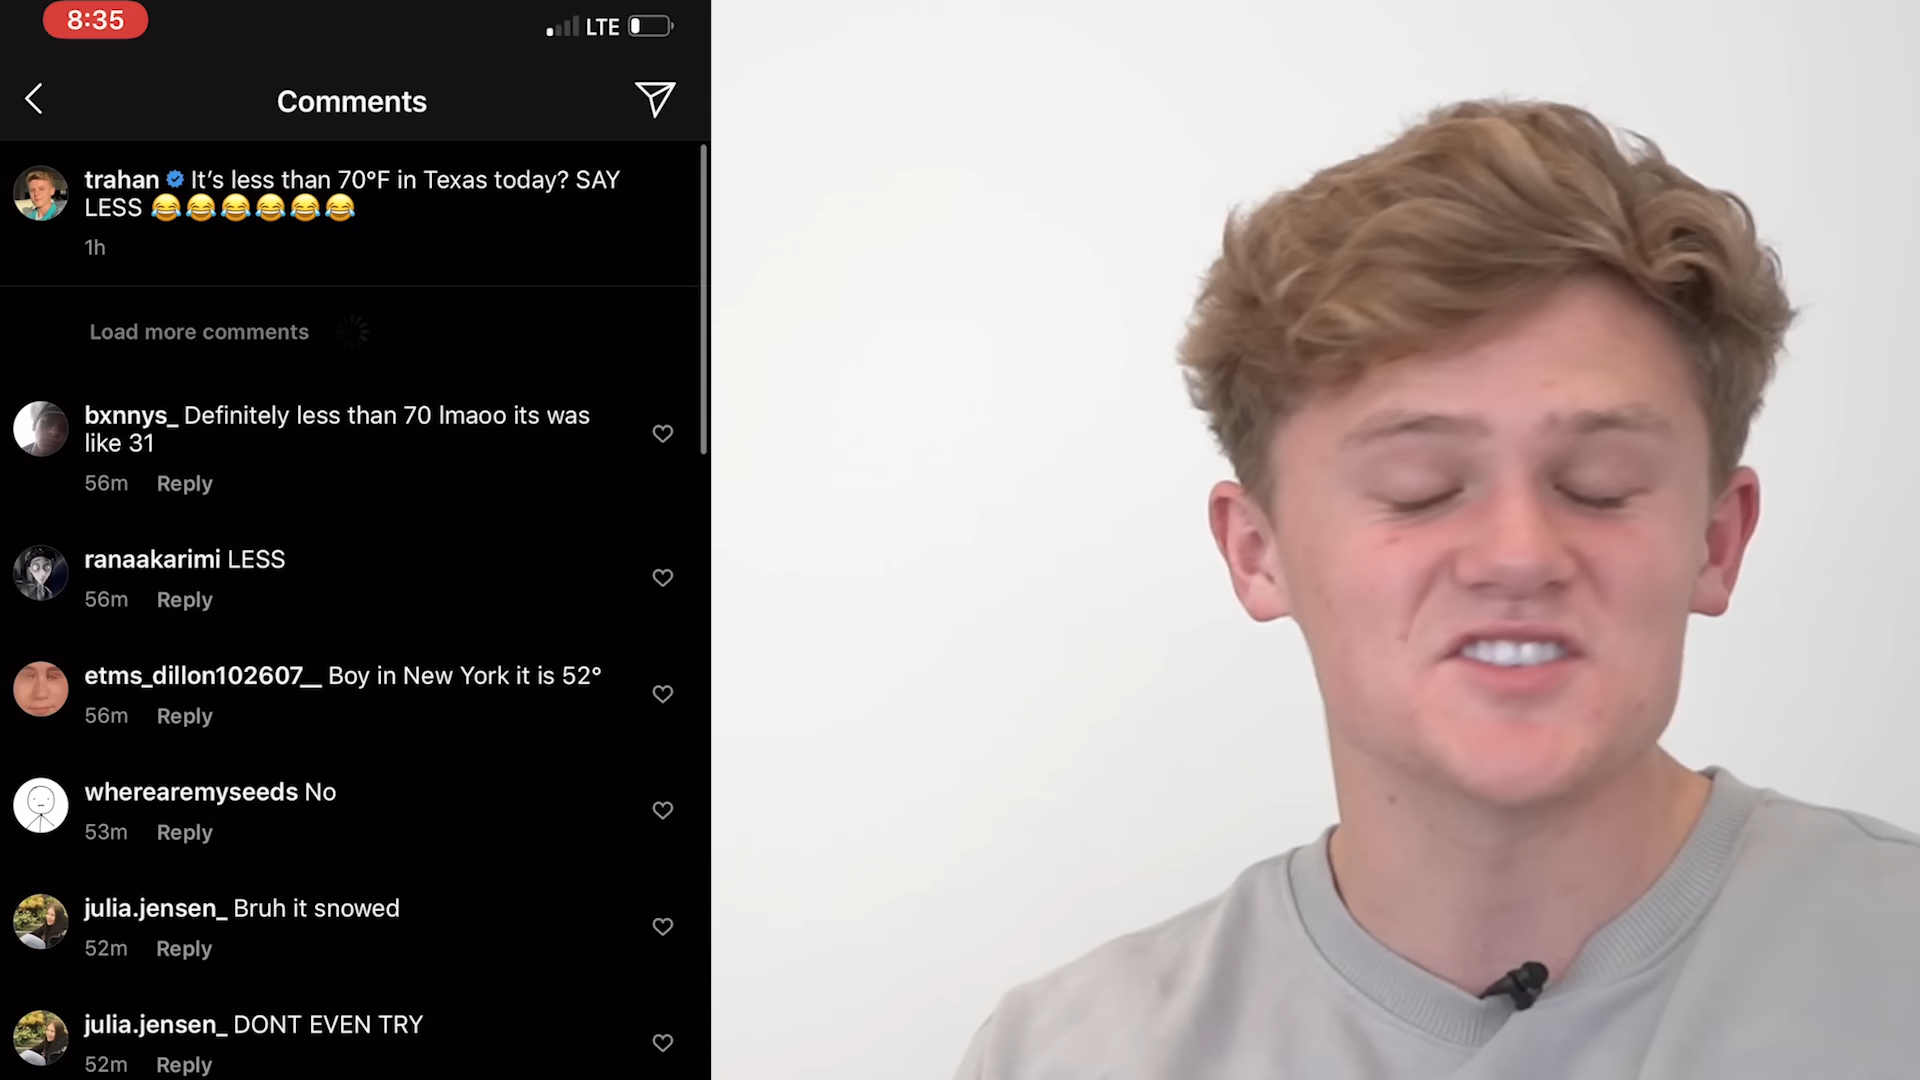 8:35
LTE
Comments
trahan It’s less than 70°F in Texas today? SAY
LESS 😂😂😂😂😂😂
1h
Load more comments
bxnnys_ Definitely less than 70 lmaoo its was
like 31
56m Reply
ranaakarimi LESS
56m Reply
etms_dillon102607__ Boy in New York it is 52°
56m Reply
wherearemyseeds No
53m Reply
julia.jensen_ Bruh it snowed
52m Reply
julia.jensen_ DONT EVEN TRY
52m Reply